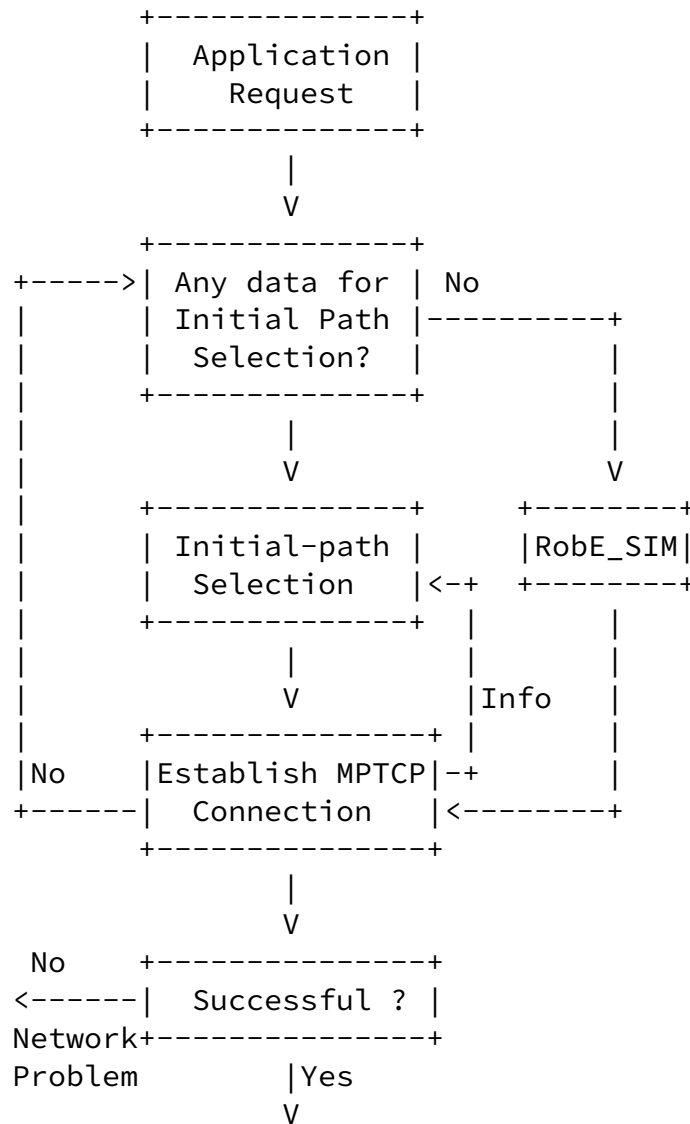 Application
Request
Any data for No
Initial Path
Selection?
Initial-path RobE_SIM
Selection
Info
No Establish MPTCP
Connection
No
Successful ?
Network
Problem Yes